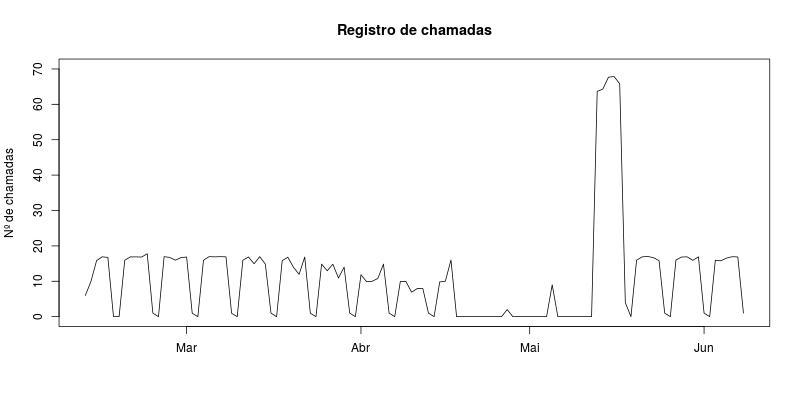 Registro de chamadas
Nº de chamadas
70
60
50
40
30
20
10
0
Mar
Abr
Mai
Jun